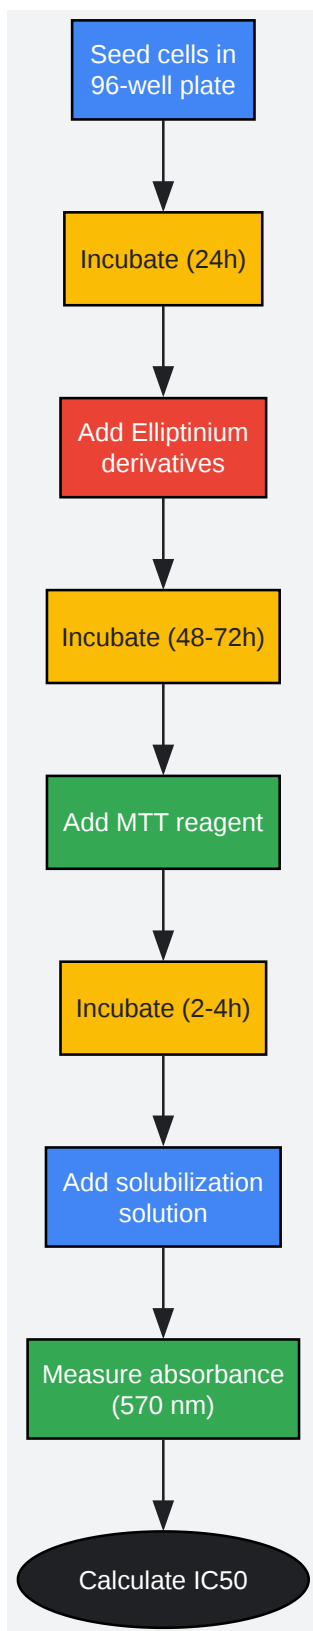 Seed cells in
96-well plate
Incubate (24h)
Add Elliptinium
derivatives
Incubate (48-72h)
Add MTT reagent
Incubate (2-4h)
Add solubilization
solution
Measure absorbance
(570 nm)
Calculate IC50